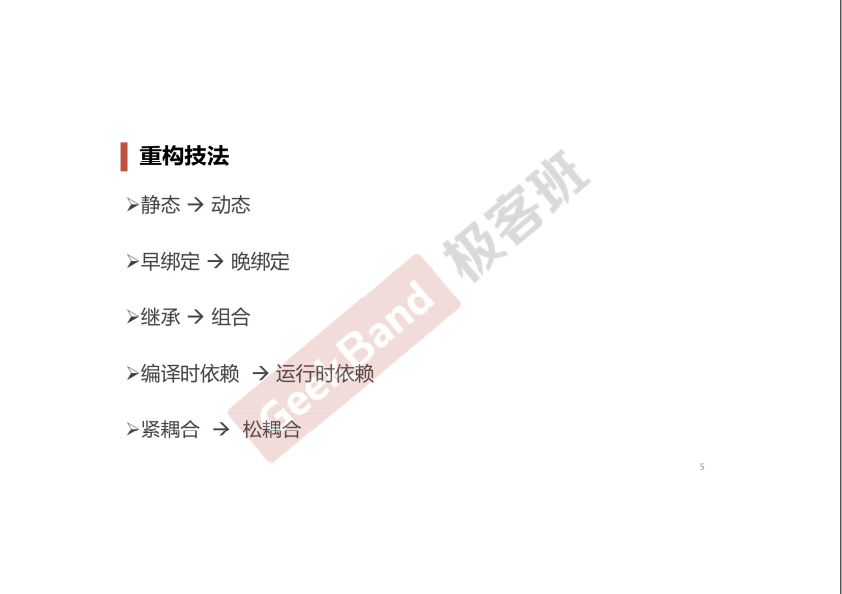 重构技法
➢静态 → 动态
➢早绑定 → 晚绑定
➢继承 → 组合
➢编译时依赖 → 运行时依赖
➢紧耦合 → 松耦合
GeekBand 极客班
5